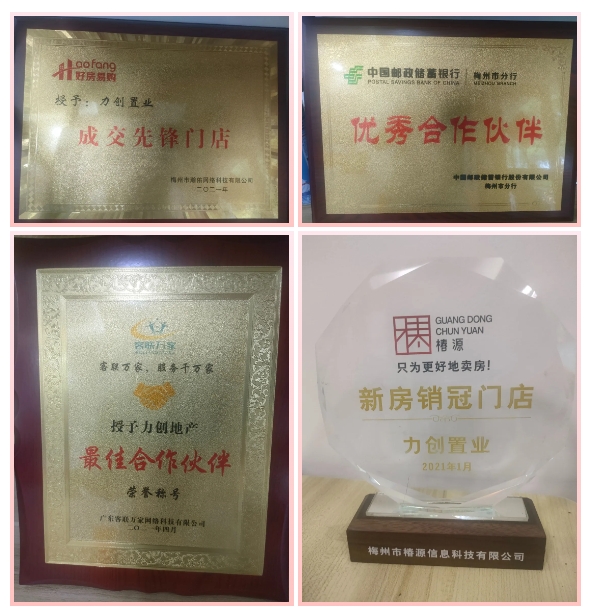 Haofang
好房易购
授予：力创置业
成交先锋门店
二〇二一年
中国邮政储蓄银行 | 梅州市分行
POSTAL SAVINGS BANK OF CHINA MEIZHOU BRANCH
优秀合作伙伴
中国邮政储蓄银行股份有限公司
梅州市分行
客联万家
客联万家、服务千万家
授予力创地产
最佳合作伙伴
荣誉称号
广东客联万家网络科技有限公司
二〇二一年四月
GUANG DONG
CHUN YUAN
椿源
只为更好地卖房!
新房销冠门店
力创置业
2021年1月
梅州市椿源信息科技有限公司